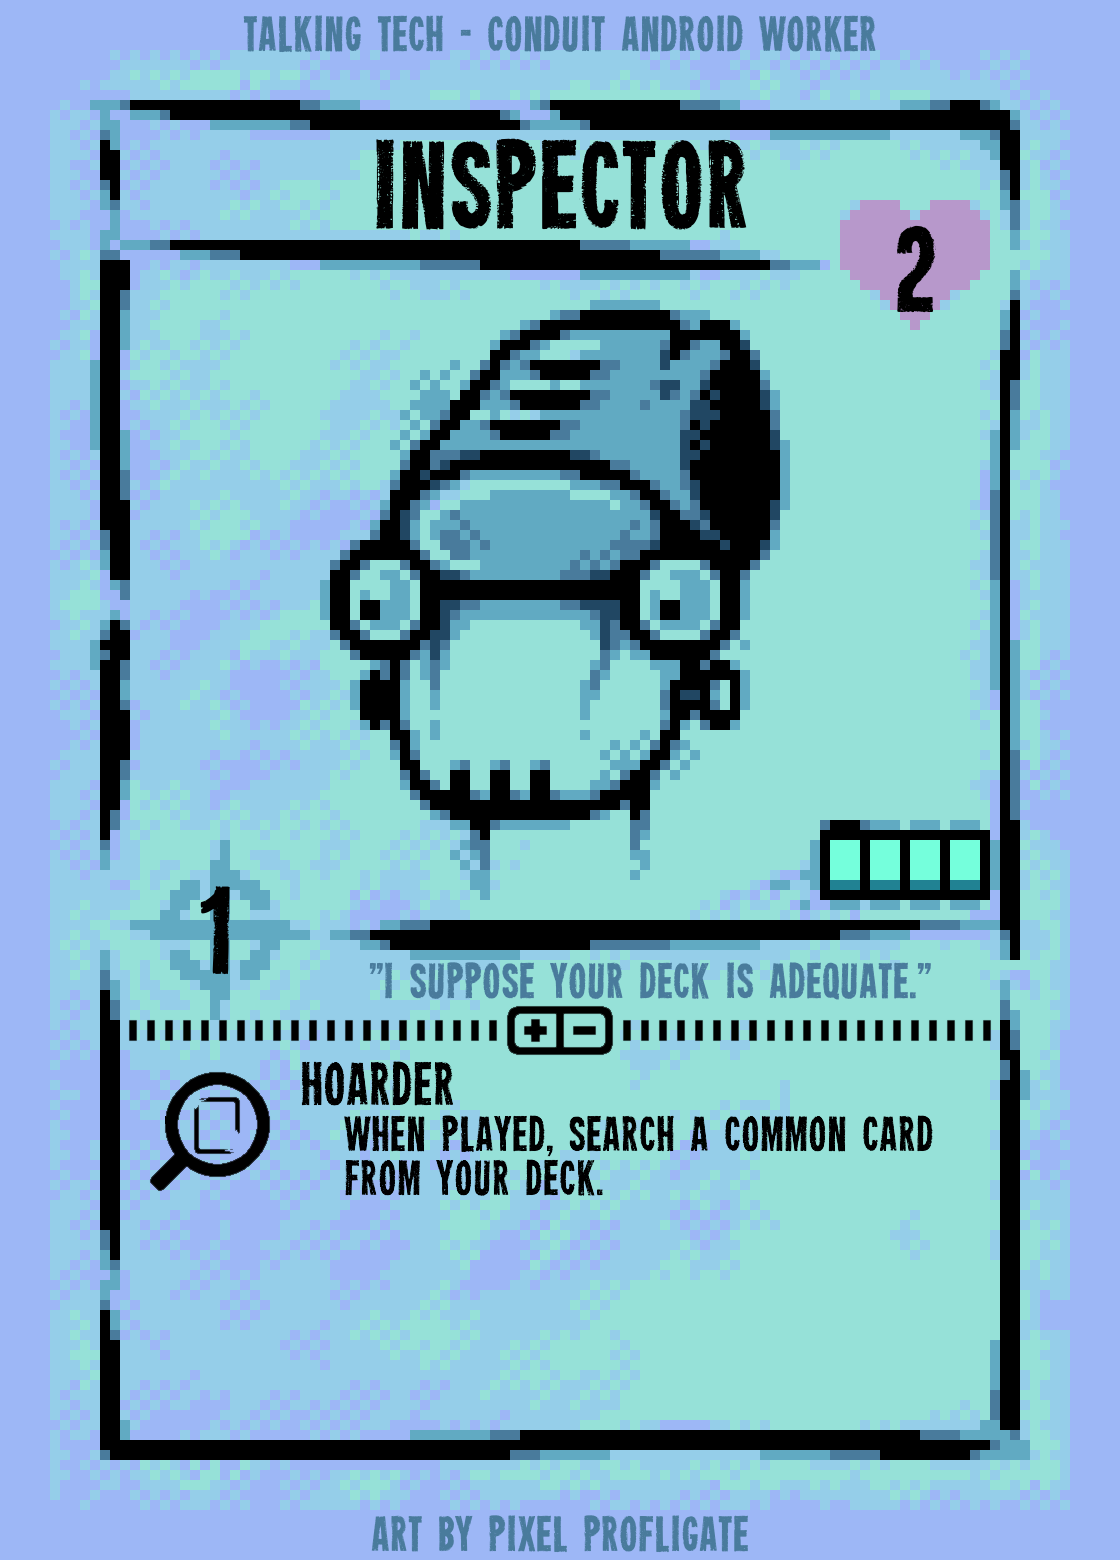 TALKING TECH - CONDUIT ANDROID WORKER
INSPECTOR
2
1
"I SUPPOSE YOUR DECK IS ADEQUATE."
+ -
HOARDER
WHEN PLAYED, SEARCH A COMMON CARD
FROM YOUR DECK.
ART BY PIXEL PROFLIGATE